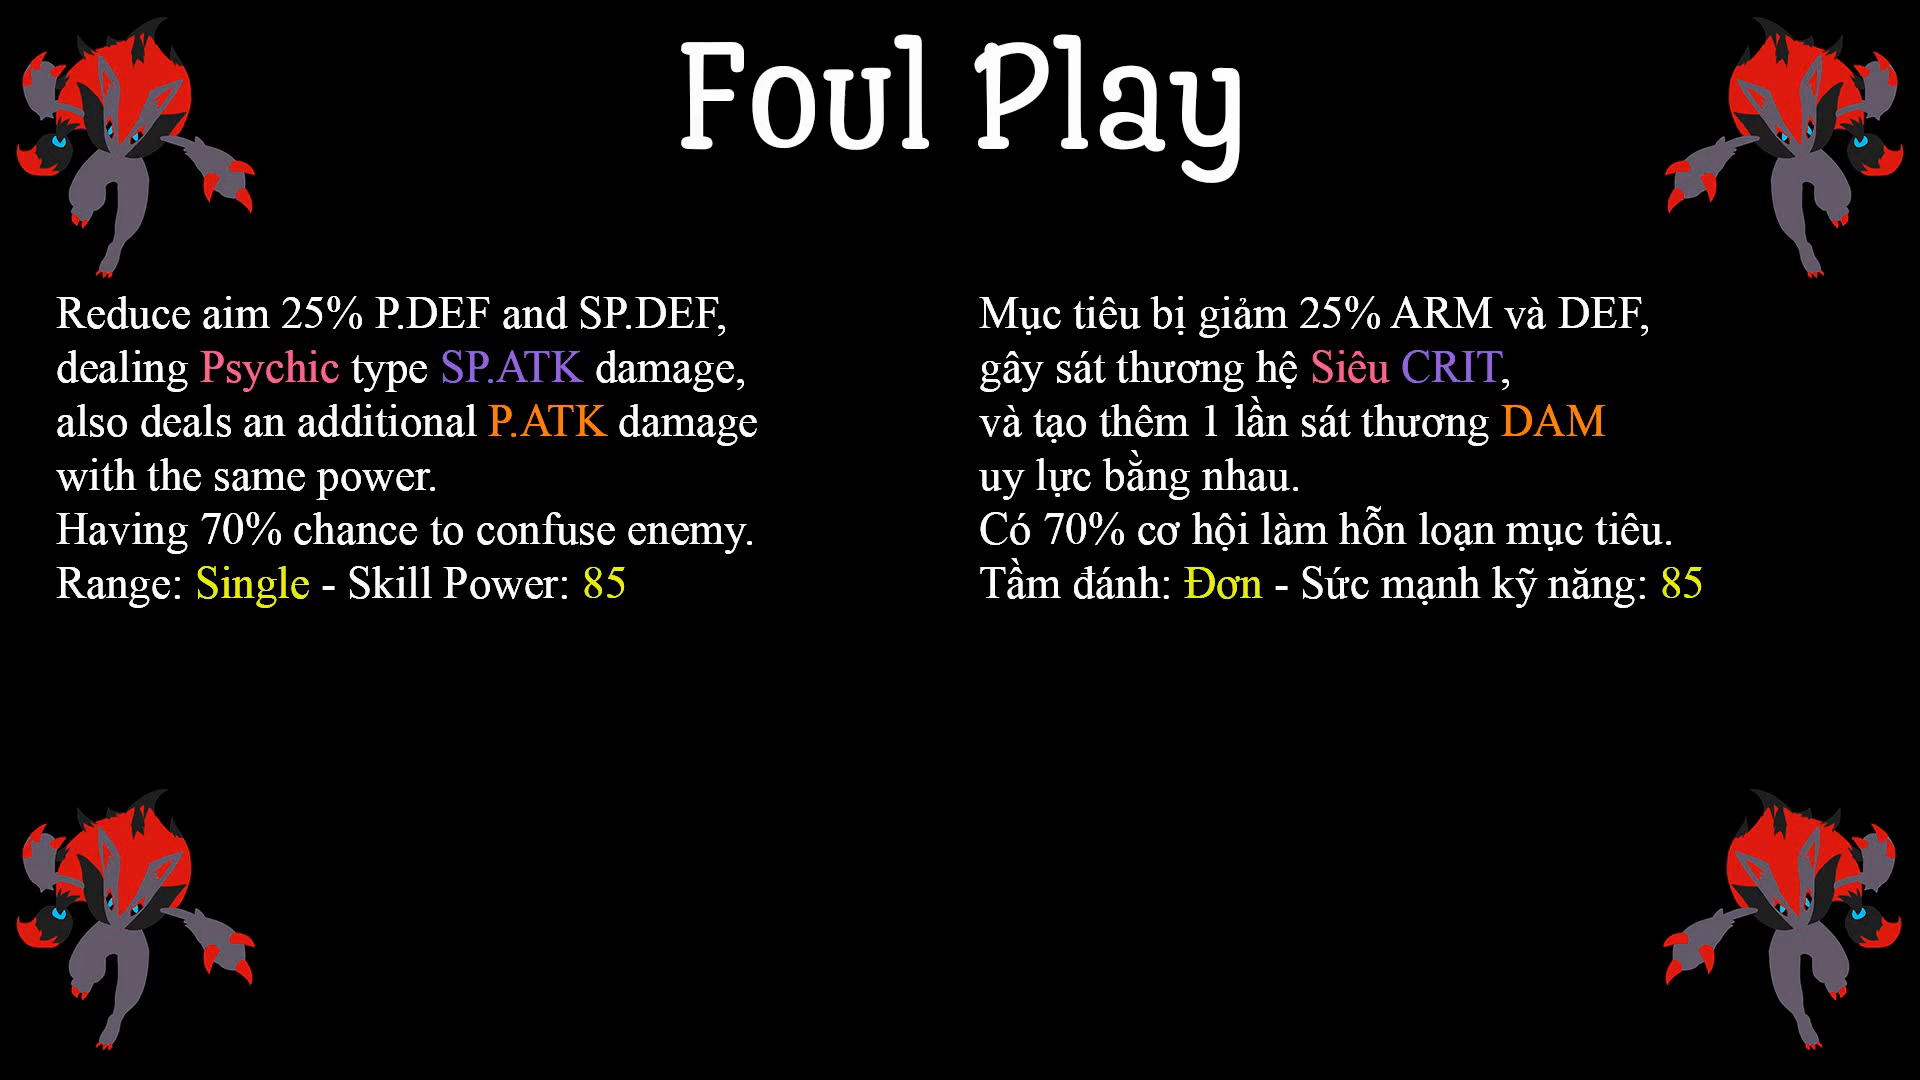 Foul Play
Reduce aim 25% P.DEF and SP.DEF,
dealing Psychic type SP.ATK damage,
also deals an additional P.ATK damage
with the same power.
Having 70% chance to confuse enemy.
Range: Single - Skill Power: 85
Mục tiêu bị giảm 25% ARM và DEF,
gây sát thương hệ Siêu CRIT,
và tạo thêm 1 lần sát thương DAM
uy lực bằng nhau.
Có 70% cơ hội làm hỗn loạn mục tiêu.
Tầm đánh: Đơn - Sức mạnh kỹ năng: 85